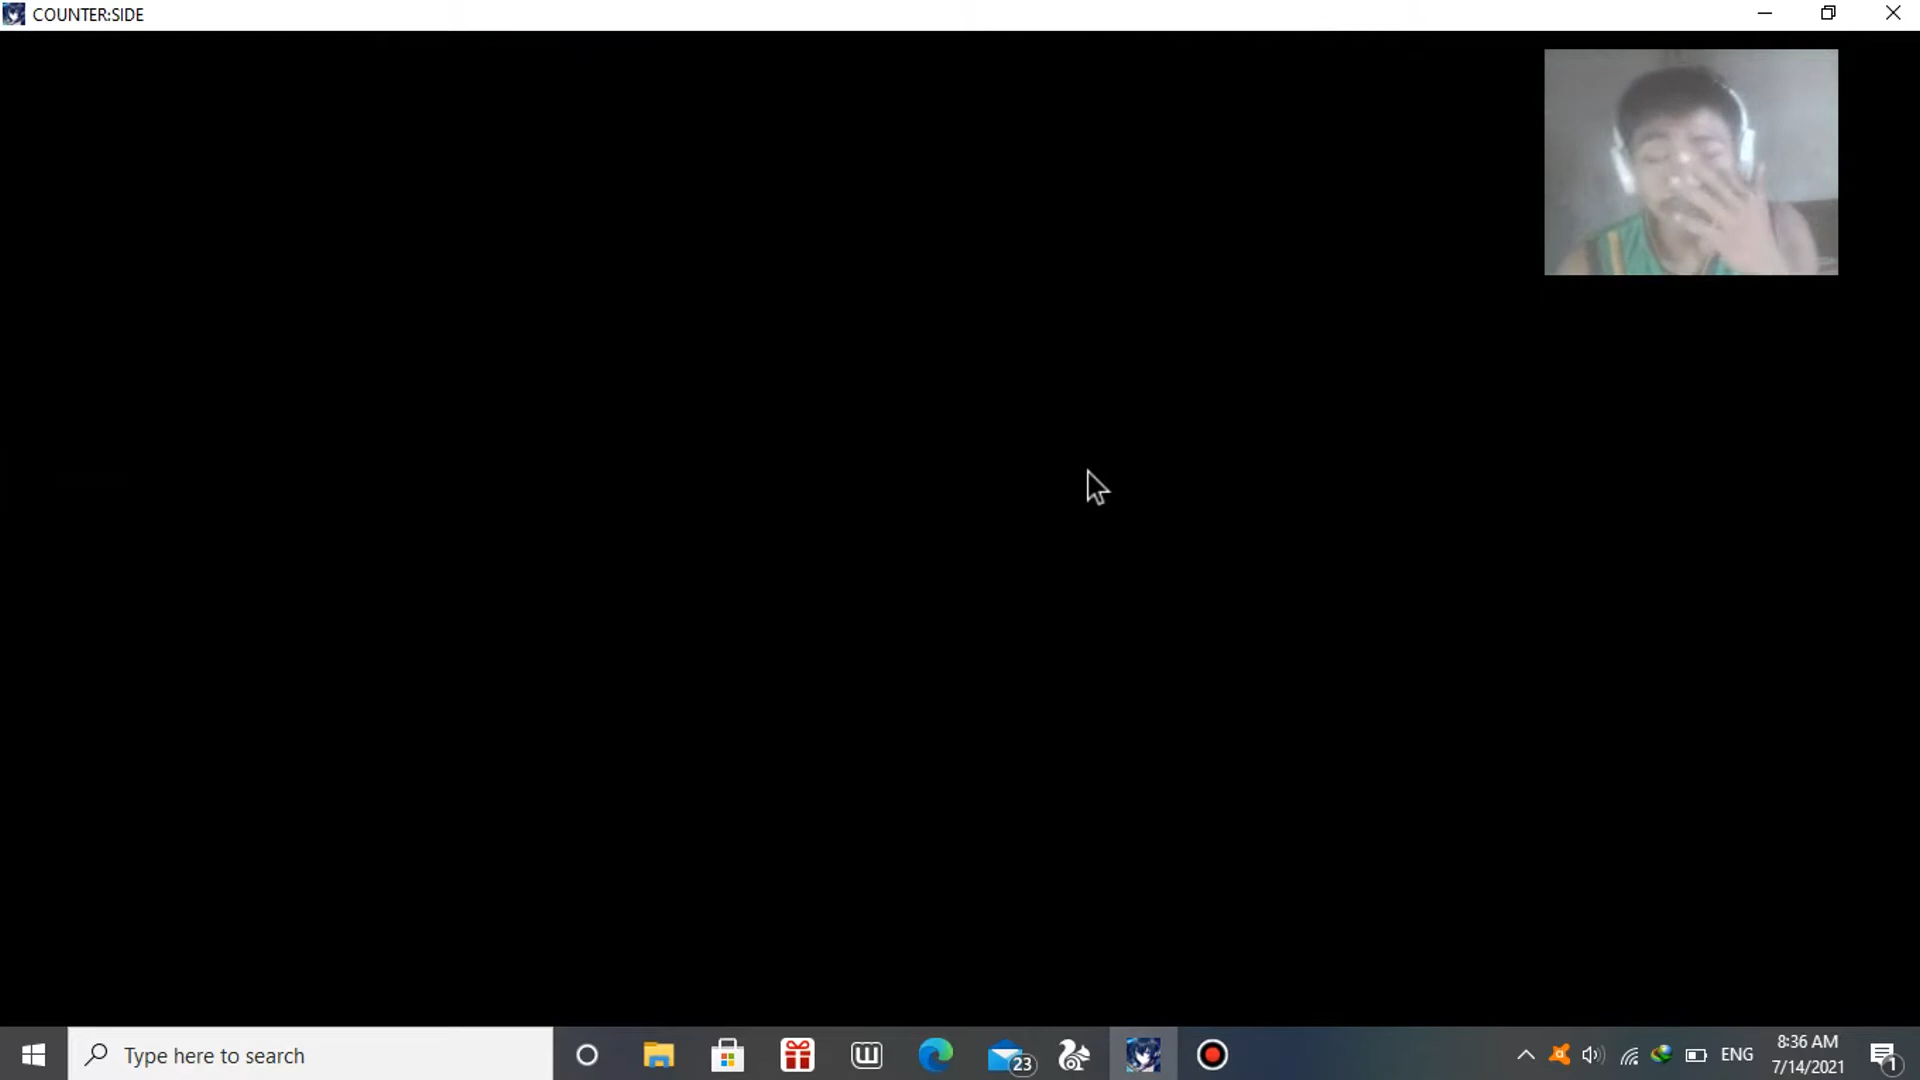 COUNTER:SIDE
Type here to search
23
ENG
8:36 AM
7/14/2021
1